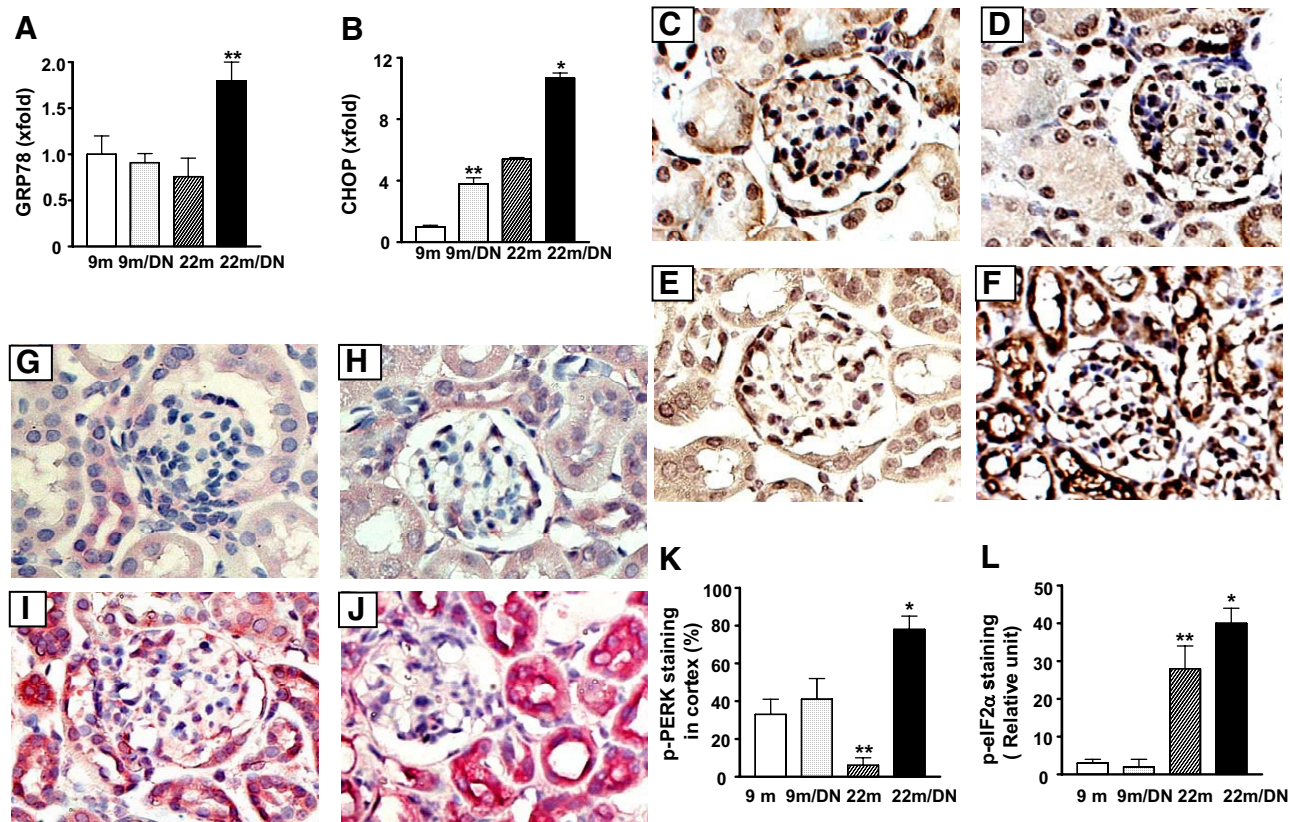 A
GRP78 (xfold)
2.0
1.5
1.0
0.5
0
**
9m 9m/DN 22m 22m/DN
B
CHOP (xfold)
12
8
4
0
**
*
9m 9m/DN 22m 22m/DN
C
D
E
F
G
H
I
J
K
p-PERK staining
in cortex (%)
100
80
60
40
20
0
**
*
9 m 9m/DN 22m 22m/DN
L
p-eIF2α staining
( Relative unit)
50
40
30
20
10
0
**
*
9 m 9m/DN 22m 22m/DN